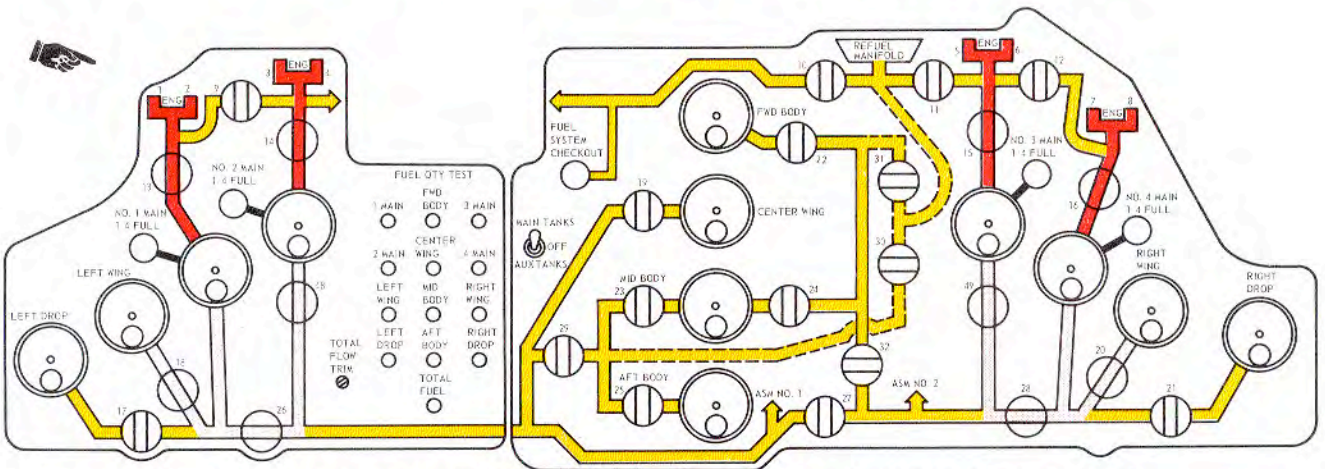 REFUEL
MANIFOLD
ENG
1 2
ENG
3 4
9
14
13
NO. 2 MAIN
1/4 FULL
NO. 1 MAIN
1/4 FULL
LEFT WING
LEFT DROP
18
17
26
48
FUEL QTY TEST
1 MAIN
FWD
BODY
3 MAIN
2 MAIN
CENTER
WING
4 MAIN
LEFT
WING
MID
BODY
RIGHT
WING
LEFT
DROP
AFT
BODY
RIGHT
DROP
TOTAL
FUEL
TOTAL
FLOW
TRIM
MAIN TANKS
OFF
AUX TANKS
FUEL
SYSTEM
CHECKOUT
10
FWD BODY
22
19
CENTER WING
MID BODY
23
24
29
AFT BODY
25
ASM NO. 1
27
ASM NO. 2
31
30
32
11
5 6
ENG
12
7 8
ENG
15
NO. 3 MAIN
1/4 FULL
16
NO. 4 MAIN
1/4 FULL
RIGHT
WING
RIGHT
DROP
49
28
20
21